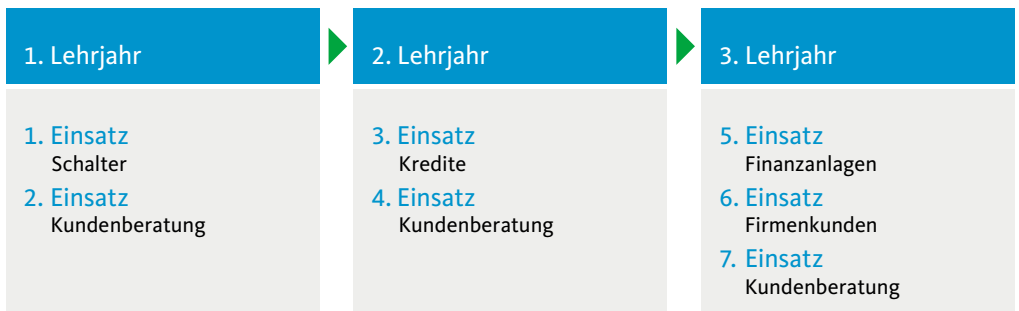 1. Lehrjahr
1. Einsatz
Schalter
2. Einsatz
Kundenberatung
2. Lehrjahr
3. Einsatz
Kredite
4. Einsatz
Kundenberatung
3. Lehrjahr
5. Einsatz
Finanzanlagen
6. Einsatz
Firmenkunden
7. Einsatz
Kundenberatung